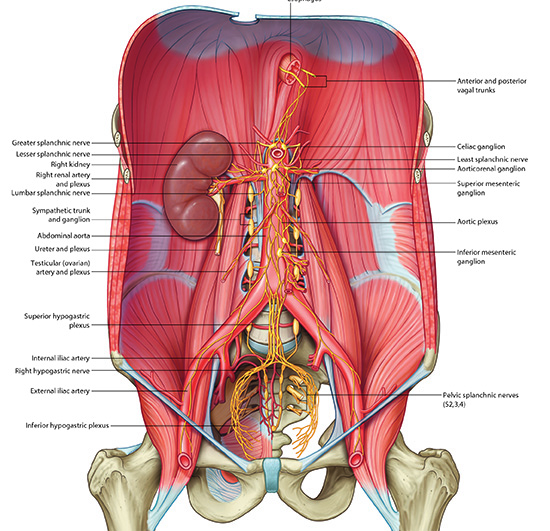 Esophagus
Anterior and posterior
vagal trunks
Greater splanchnic nerve
Lesser splanchnic nerve
Right kidney
Right renal artery
and plexus
Lumbar splanchnic nerve
Sympathetic trunk
and ganglion
Abdominal aorta
Ureter and plexus
Testicular (ovarian)
artery and plexus
Superior hypogastric
plexus
Internal iliac artery
Right hypogastric nerve
External iliac artery
Inferior hypogastric plexus
Celiac ganglion
Least splanchnic nerve
Aorticorenal ganglion
Superior mesenteric
ganglion
Aortic plexus
Inferior mesenteric
ganglion
Pelvic splanchnic nerves
(S2,3,4)